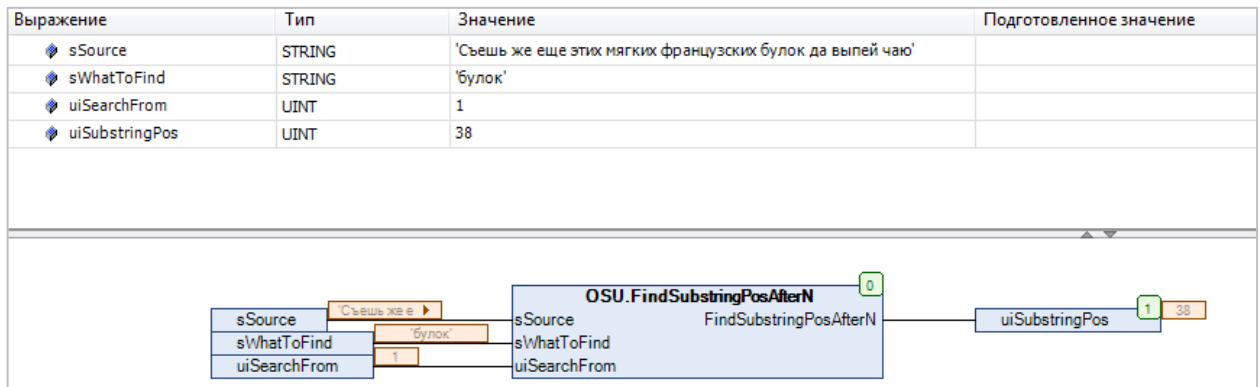 Выражение Тип Значение Подготовленное значение
sSource STRING 'Съешь же еще этих мягких французских булок да выпей чаю'
sWhatToFind STRING 'булок'
uiSearchFrom UINT 1
uiSubstringPos UINT 38
OSU.FindSubstringPosAfterN 0
sSource 'Съешь же е sSource FindSubstringPosAfterN uiSubstringPos 1 38
sWhatToFind 'булок' sWhatToFind
uiSearchFrom 1 uiSearchFrom